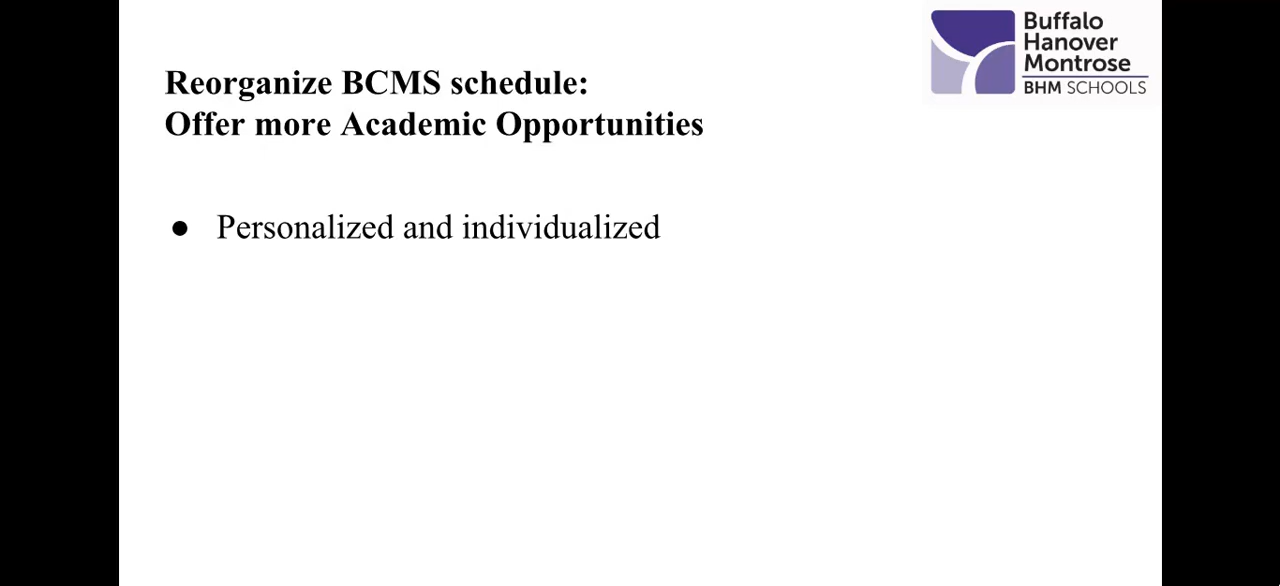 Buffalo
Hanover
Montrose
BHM SCHOOLS
Reorganize BCMS schedule:
Offer more Academic Opportunities
● Personalized and individualized